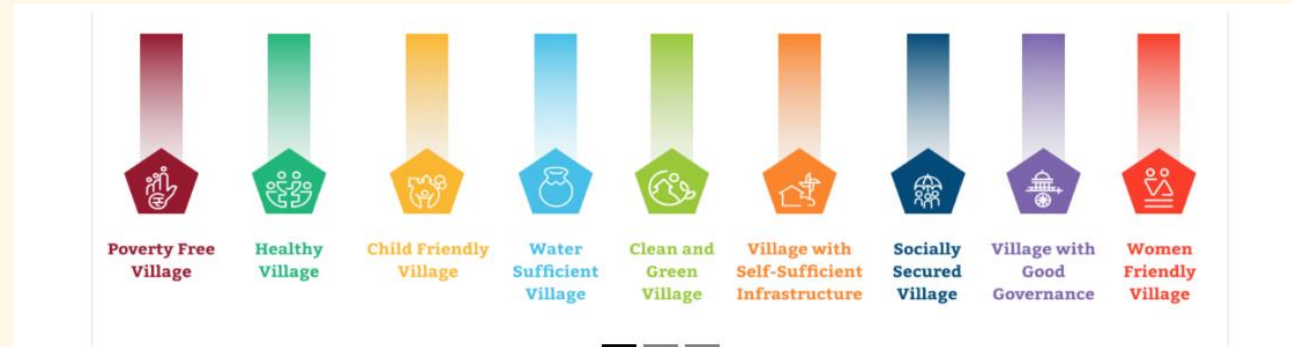 Poverty Free
Village
Healthy
Village
Child Friendly
Village
Water
Sufficient
Village
Clean and
Green
Village
Village with
Self-Sufficient
Infrastructure
Socially
Secured
Village
Village with
Good
Governance
Women
Friendly
Village